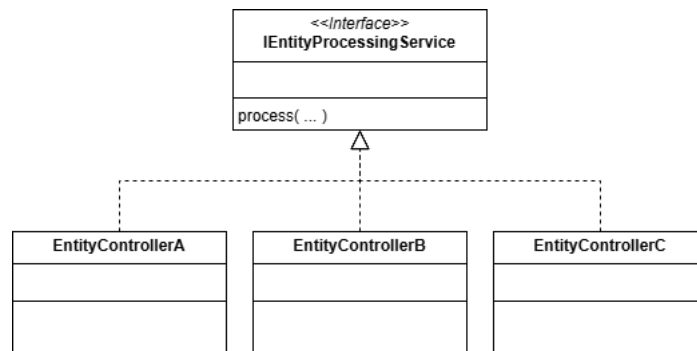 <<Interface>>
IEntityProcessingService
process( ... )
EntityControllerA
EntityControllerB
EntityControllerC